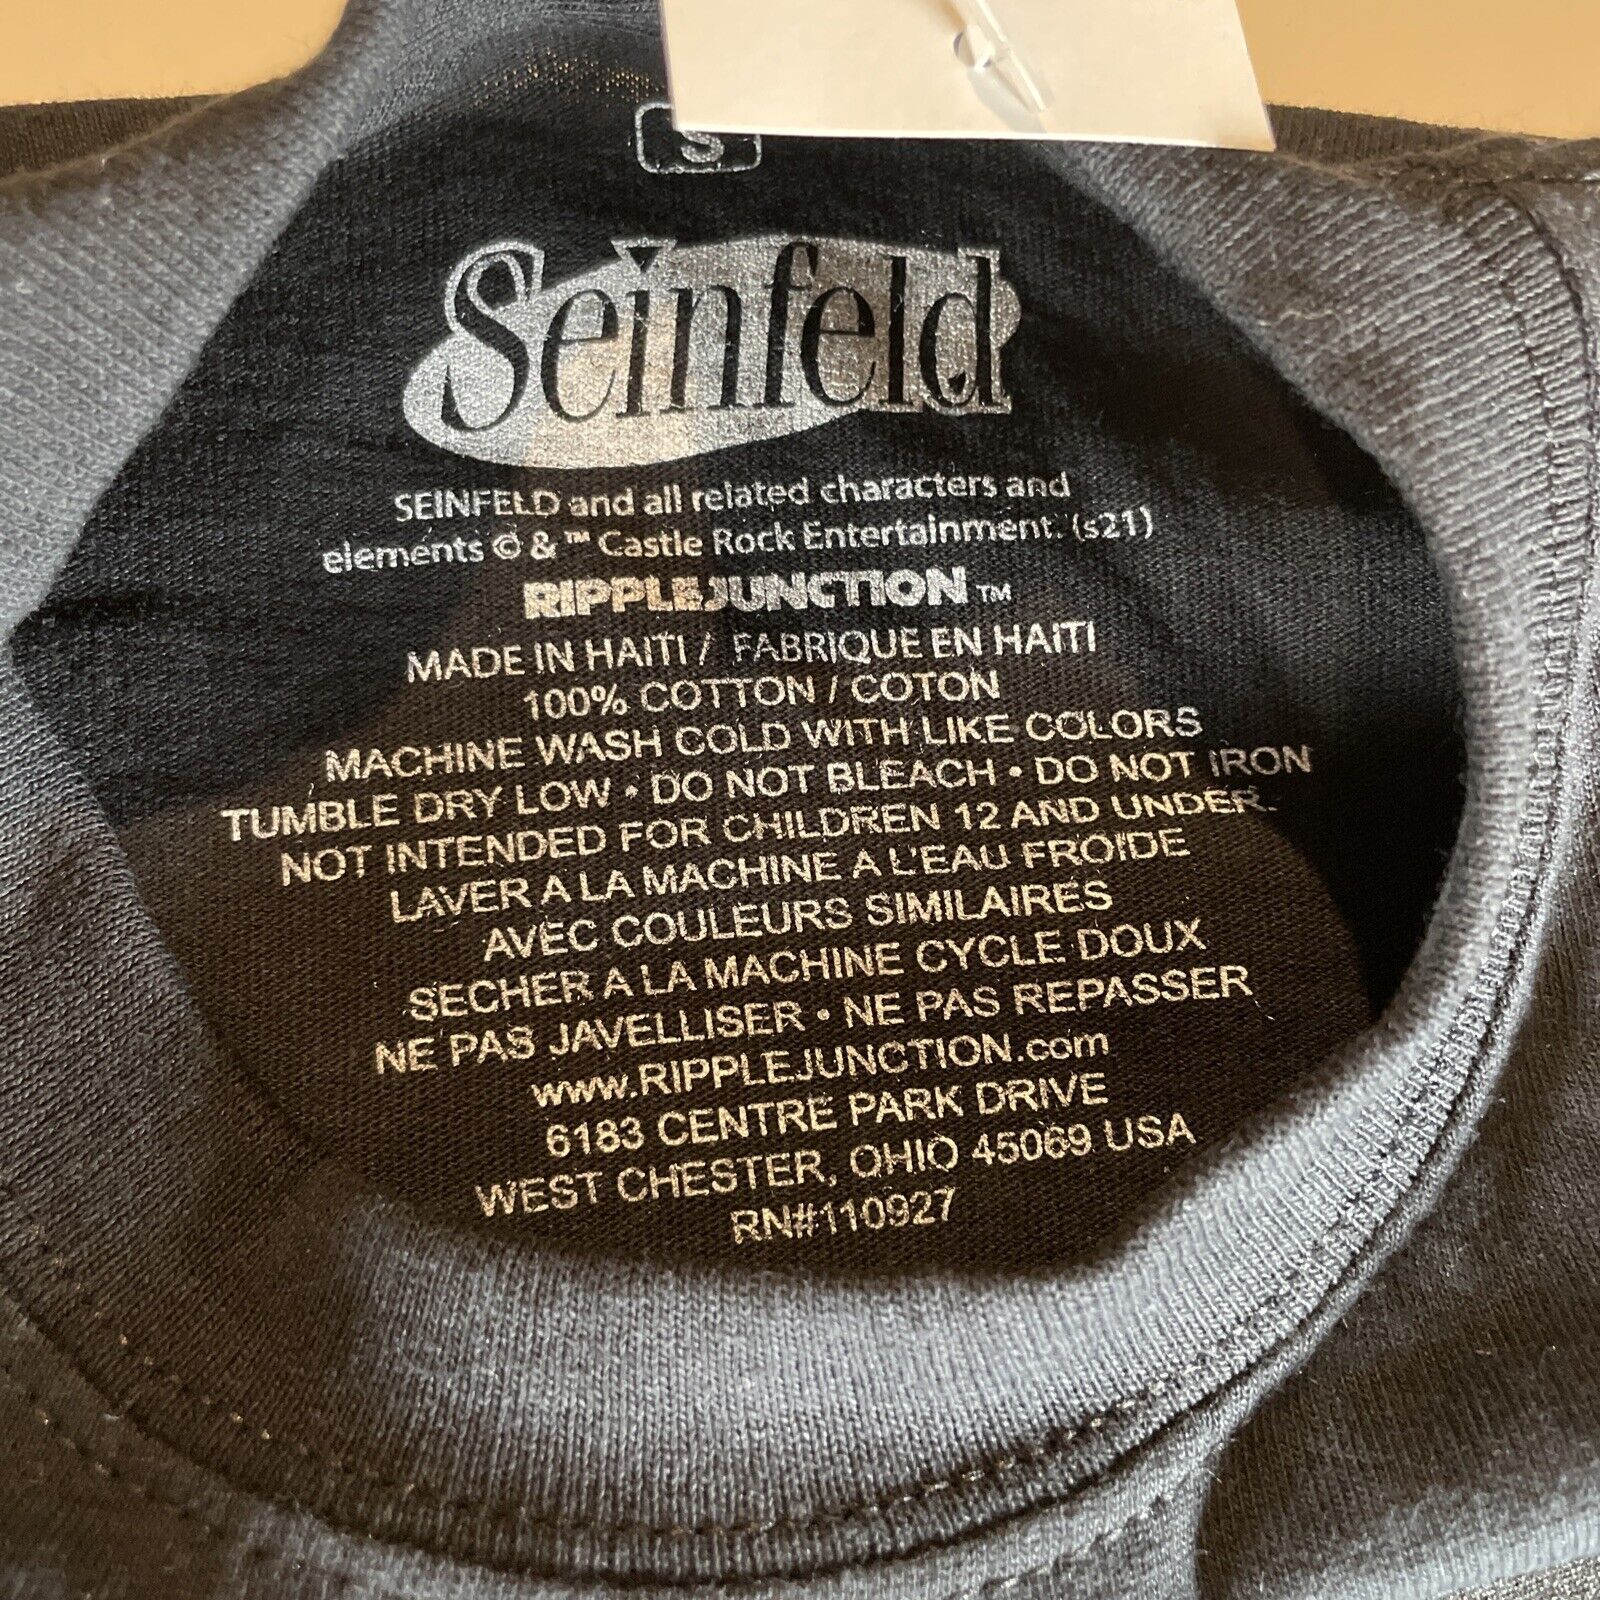 S
Seinfeld
SEINFELD and all related characters and
elements © & ™ Castle Rock Entertainment. (s21)
RIPPLEJUNCTION™
MADE IN HAITI / FABRIQUE EN HAITI
100% COTTON / COTON
MACHINE WASH COLD WITH LIKE COLORS
TUMBLE DRY LOW • DO NOT BLEACH • DO NOT IRON
NOT INTENDED FOR CHILDREN 12 AND UNDER.
LAVER A LA MACHINE A L'EAU FROIDE
AVEC COULEURS SIMILAIRES
SECHER A LA MACHINE CYCLE DOUX
NE PAS JAVELLISER • NE PAS REPASSER
www.RIPPLEJUNCTION.com
6183 CENTRE PARK DRIVE
WEST CHESTER, OHIO 45069 USA
RN#110927